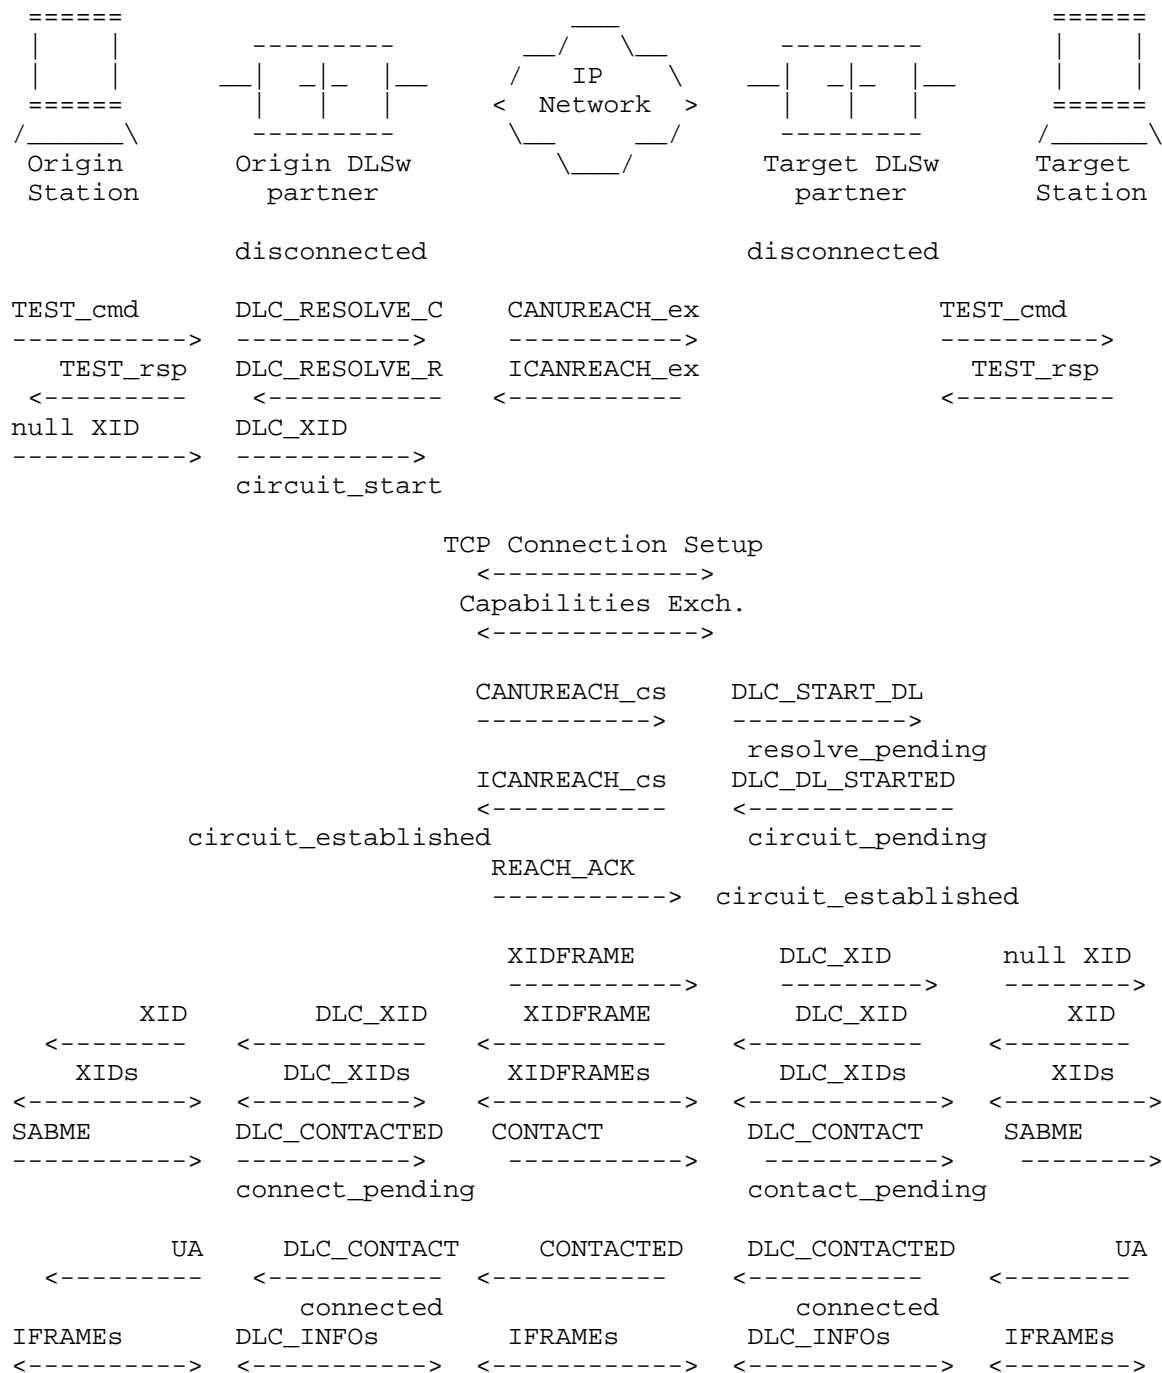 IP
Network
Origin Origin DLSw Target DLSw Target
Station partner partner Station
disconnected disconnected
TEST_cmd DLC_RESOLVE_C CANUREACH_ex TEST_cmd
-----------> -----------> -----------> ---------->
TEST_rsp DLC_RESOLVE_R ICANREACH_ex TEST_rsp
<--------- <----------- <----------- <----------
null XID DLC_XID
-----------> ----------->
circuit_start
TCP Connection Setup
<------------->
Capabilities Exch.
<------------->
CANUREACH_cs DLC_START_DL
-----------> ----------->
resolve_pending
ICANREACH_cs DLC_DL_STARTED
<----------- <-------------
circuit_established circuit_pending
REACH_ACK
-----------> circuit_established
XIDFRAME DLC_XID null XID
-----------> ---------> -------->
XID DLC_XID XIDFRAME DLC_XID XID
<-------- <----------- <----------- <----------- <--------
XIDs DLC_XIDs XIDFRAMEs DLC_XIDs XIDs
<----------> <----------> <------------> <------------> <--------->
SABME DLC_CONTACTED CONTACT DLC_CONTACT SABME
-----------> -----------> -----------> -----------> -------->
connect_pending contact_pending
UA DLC_CONTACT CONTACTED DLC_CONTACTED UA
<--------- <----------- <----------- <----------- <--------
connected connected
IFRAMEs DLC_INFOs IFRAMEs DLC_INFOs IFRAMEs
<----------> <-----------> <------------> <------------> <-------->